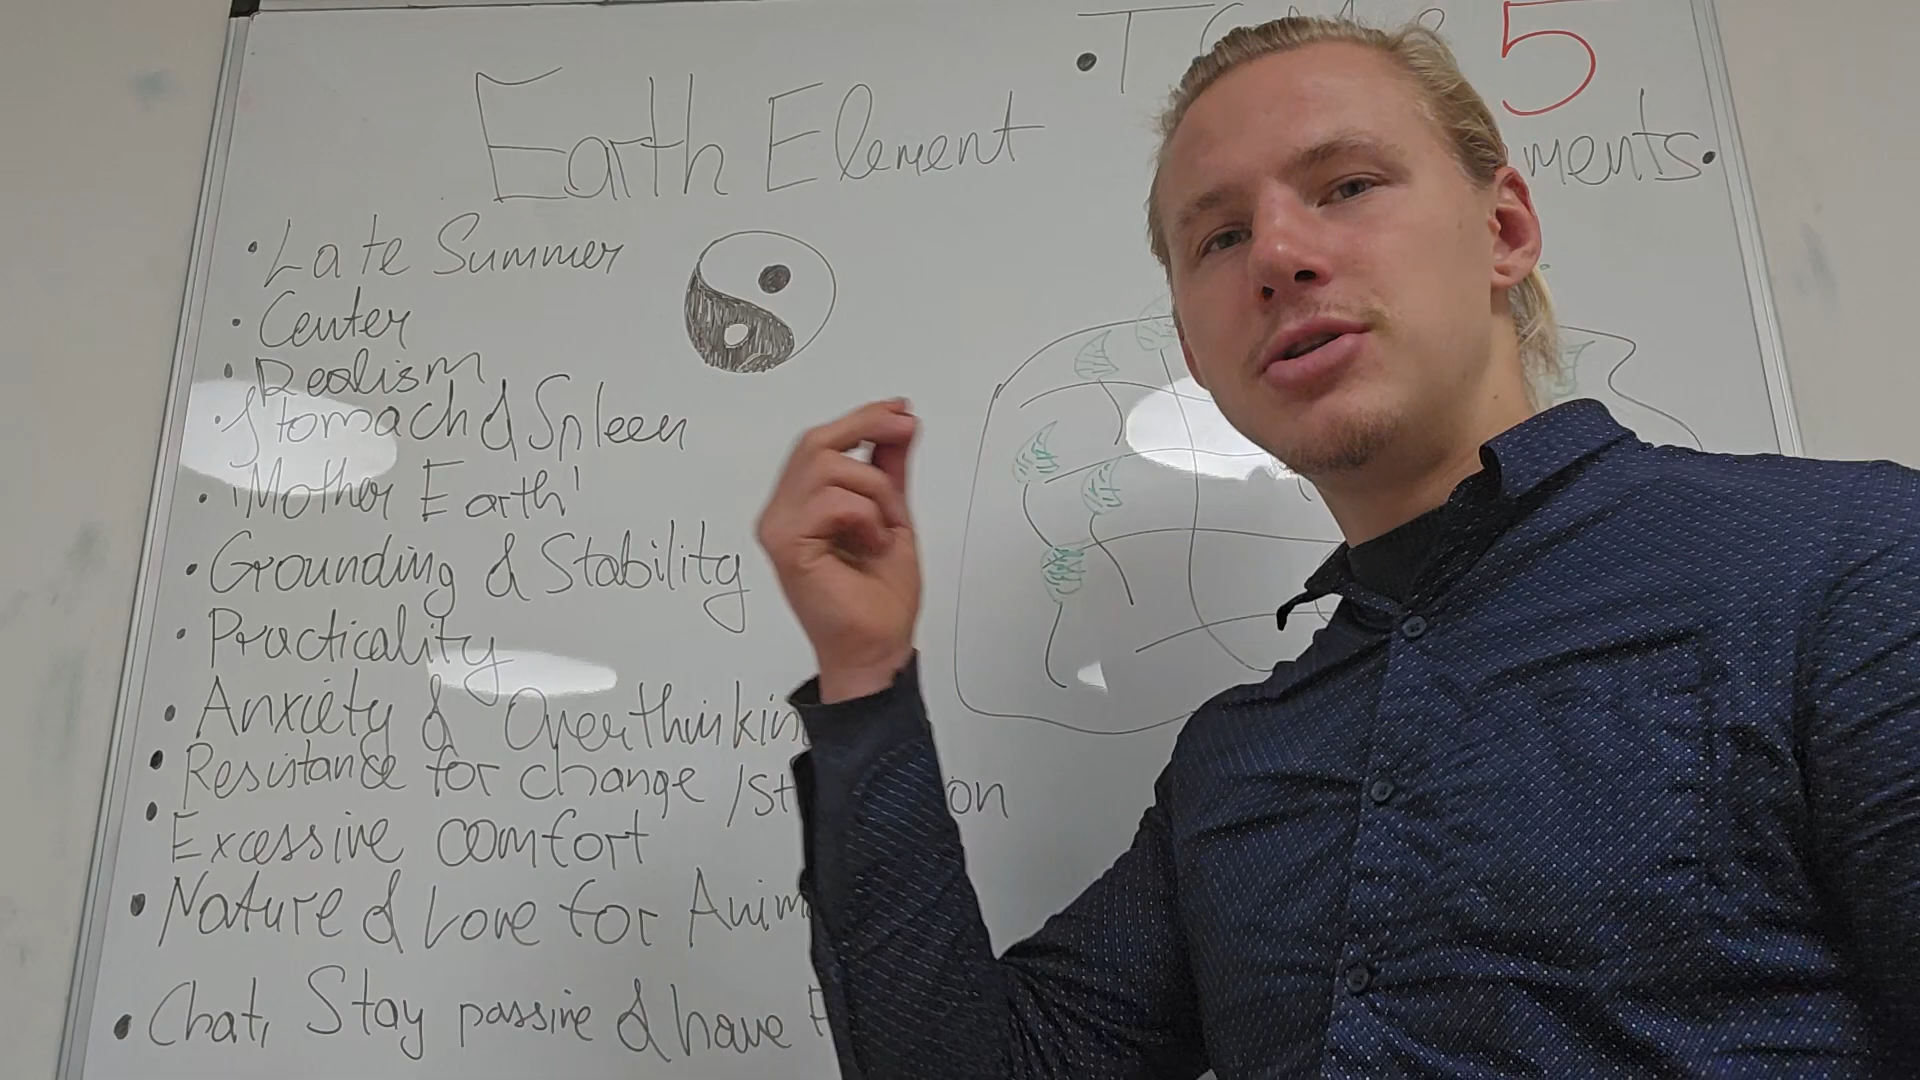 Earth Element
• Late Summer
• Center
• Realism
• Stomach & Spleen
• 'Mother Earth'
• Grounding & Stability
• Practicality
• Anxiety & Overthinkin
• Resistance for change /st on
• Excessive comfort
• Nature & Love for Anim
• Chat, Stay passive & have F
• TCM's 5
ments.